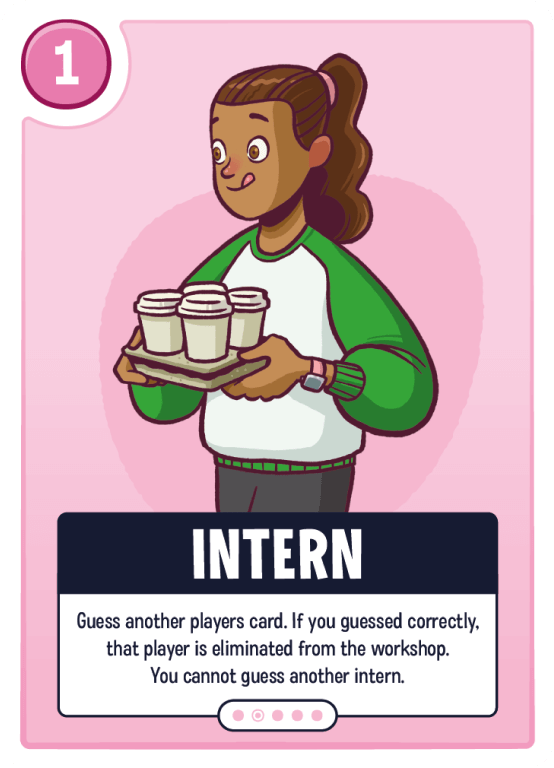 1
INTERN
Guess another players card. If you guessed correctly,
that player is eliminated from the workshop.
You cannot guess another intern.